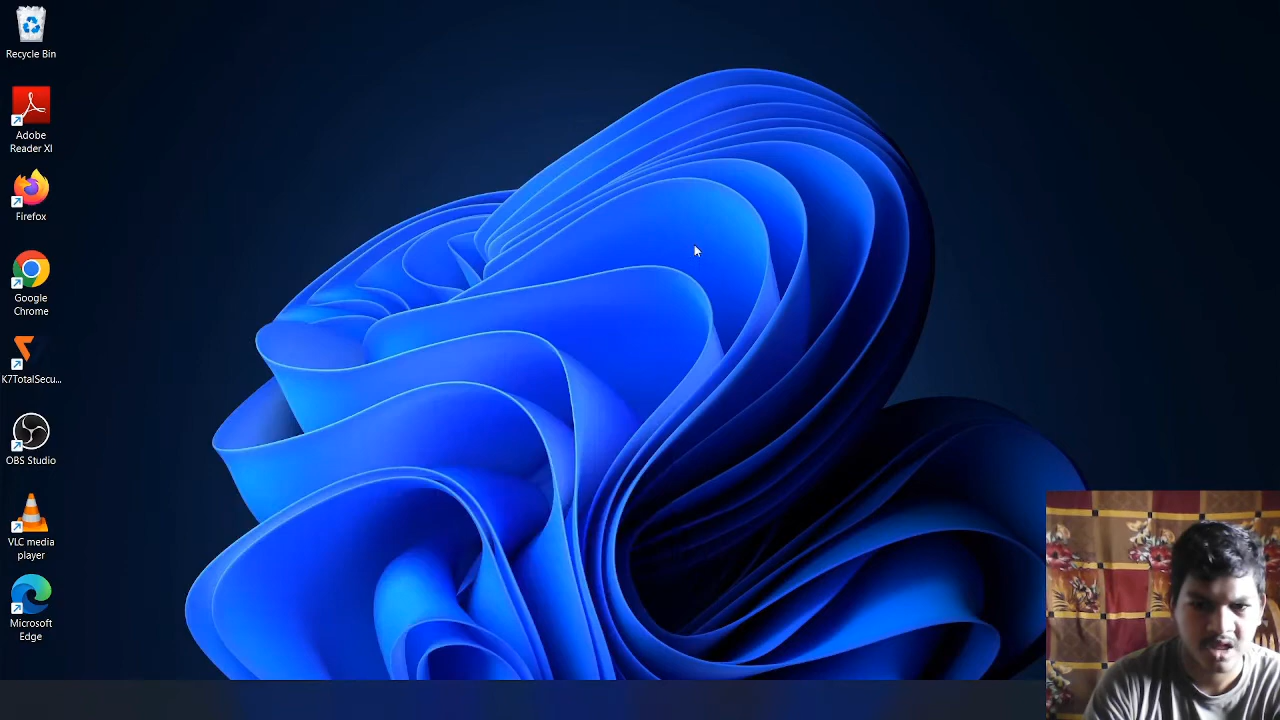 Recycle Bin
Adobe
Reader XI
Firefox
Google
Chrome
K7TotalSecu...
OBS Studio
VLC media
player
Microsoft
Edge